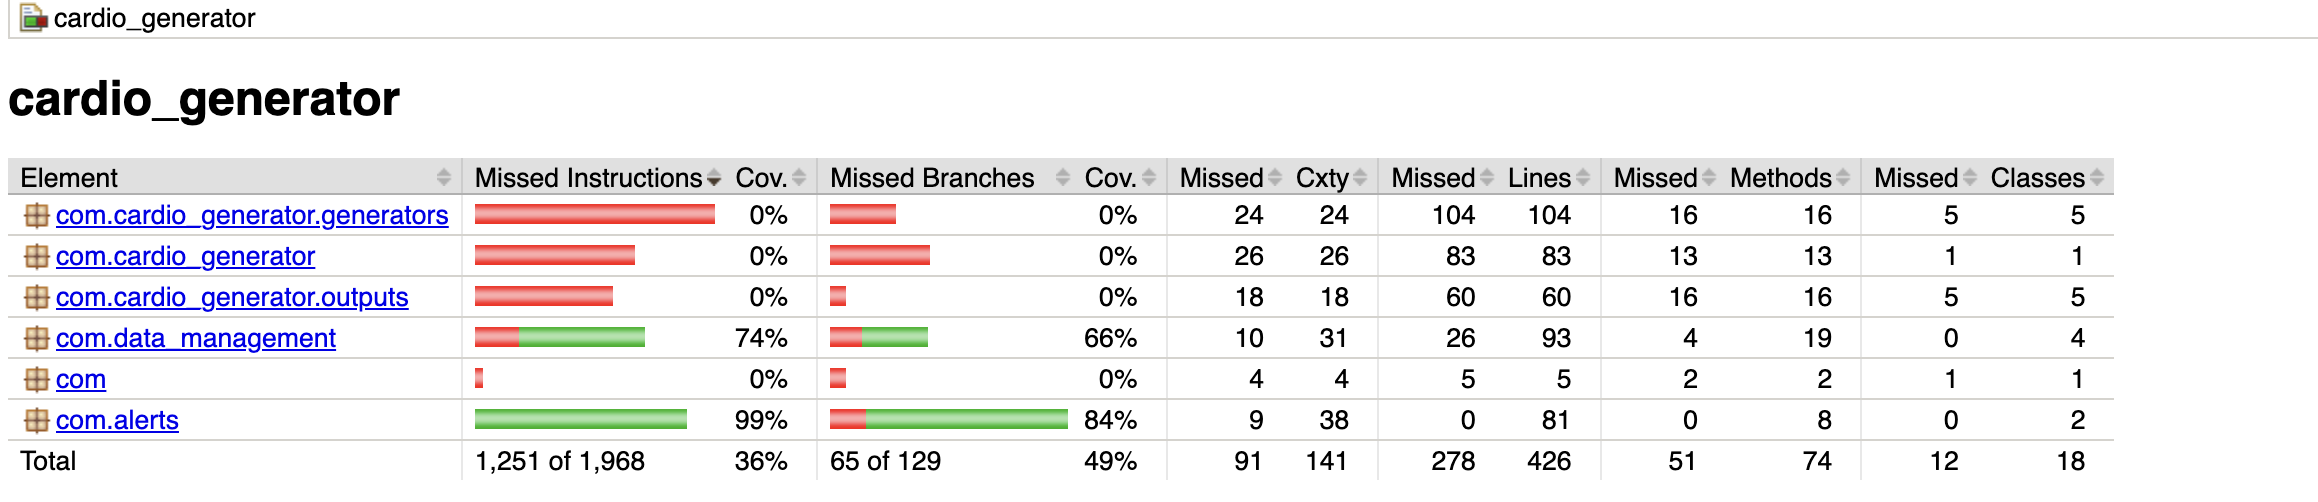 cardio_generator
cardio_generator
Element Missed Instructions Cov. Missed Branches Cov. Missed Cxty Missed Lines Missed Methods Missed Classes
com.cardio_generator.generators 0% 0% 24 24 104 104 16 16 5 5
com.cardio_generator 0% 0% 26 26 83 83 13 13 1 1
com.cardio_generator.outputs 0% 0% 18 18 60 60 16 16 5 5
com.data_management 74% 66% 10 31 26 93 4 19 0 4
com 0% 0% 4 4 5 5 2 2 1 1
com.alerts 99% 84% 9 38 0 81 0 8 0 2
Total 1,251 of 1,968 36% 65 of 129 49% 91 141 278 426 51 74 12 18